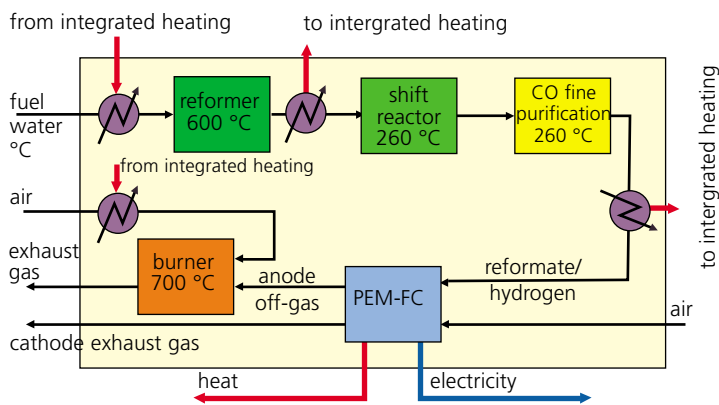 from integrated heating
to intergrated heating
fuel
water
°C
reformer
600 °C
shift
reactor
260 °C
CO fine
purification
260 °C
from integrated heating
air
to intergrated heating
exhaust
gas
burner
700 °C
anode
off-gas
PEM-FC
reformate/
hydrogen
air
cathode exhaust gas
heat
electricity